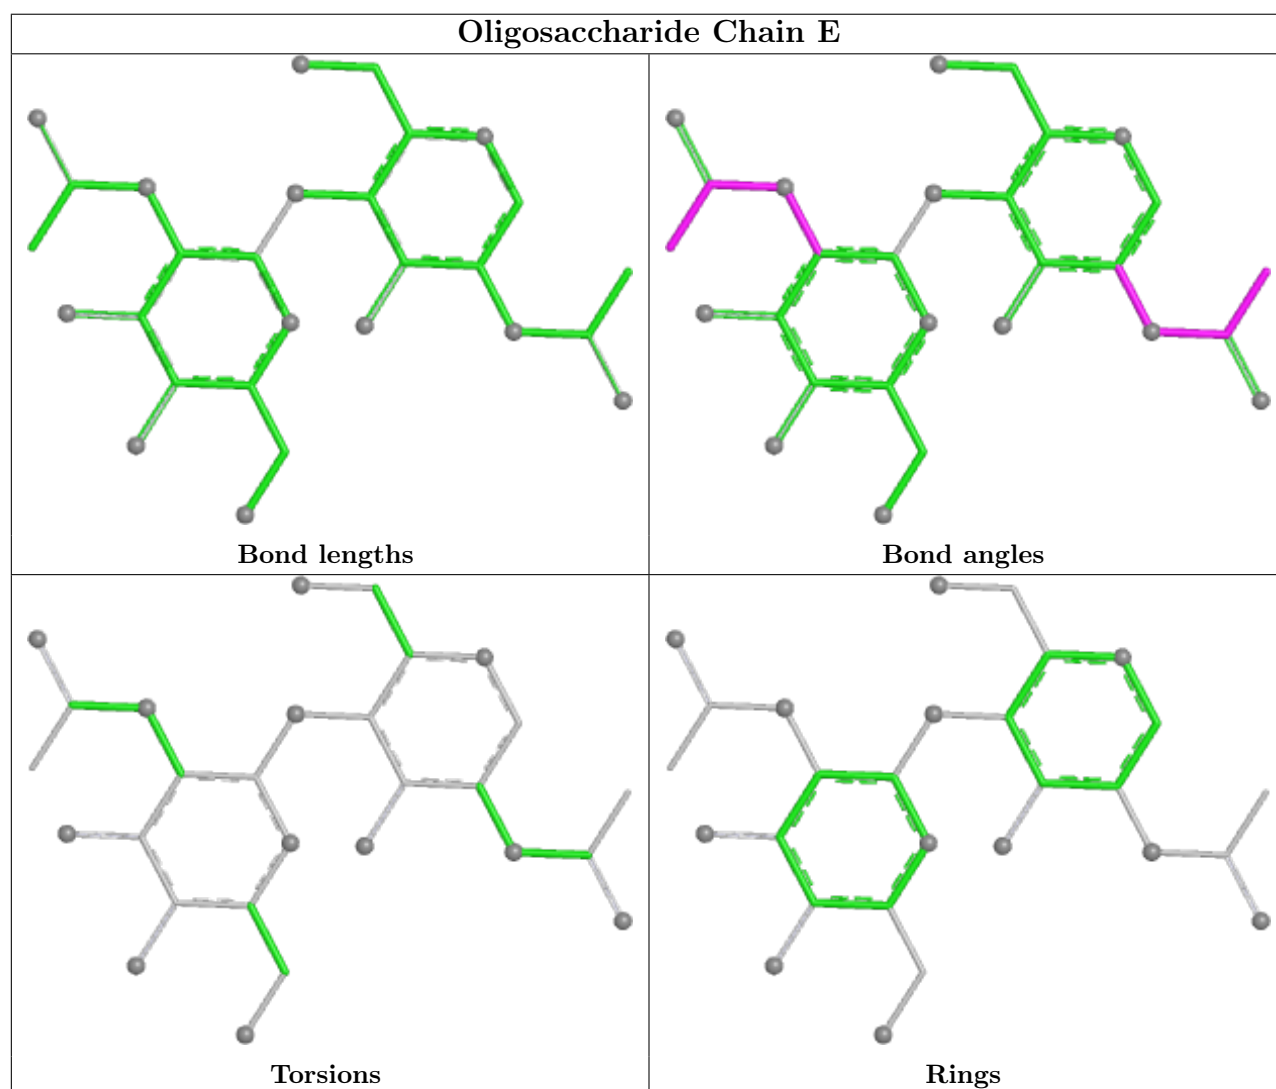 Oligosaccharide Chain E
Bond lengths
Bond angles
Torsions
Rings